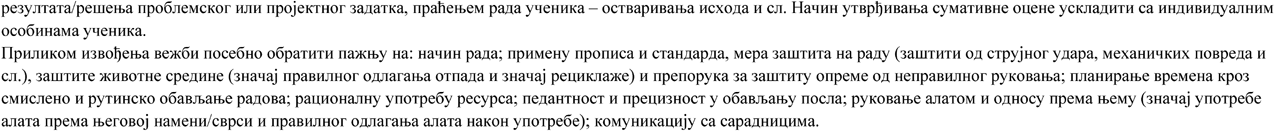 резултата/решења проблемског или пројектног задатка, праћењем рада ученика – остваривања исхода и сл. Начин утврђивања сумативне оцене ускладити са индивидуалним
особинама ученика.
Приликом извођења вежби посебно обратити пажњу на: начин рада; примену прописа и стандарда, мера заштита на раду (заштити од струјног удара, механичких повреда и
сл.), заштите животне средине (значај правилног одлагања отпада и значај рециклаже) и препорука за заштиту опреме од неправилног руковања; планирање времена кроз
смислено и рутинско обављање радова; рационалну употребу ресурса; педантност и прецизност у обављању посла; руковање алатом и односу према њему (значај употребе
алата према његовој намени/сврси и правилног одлагања алата након употребе); комуникацију са сарадницима.